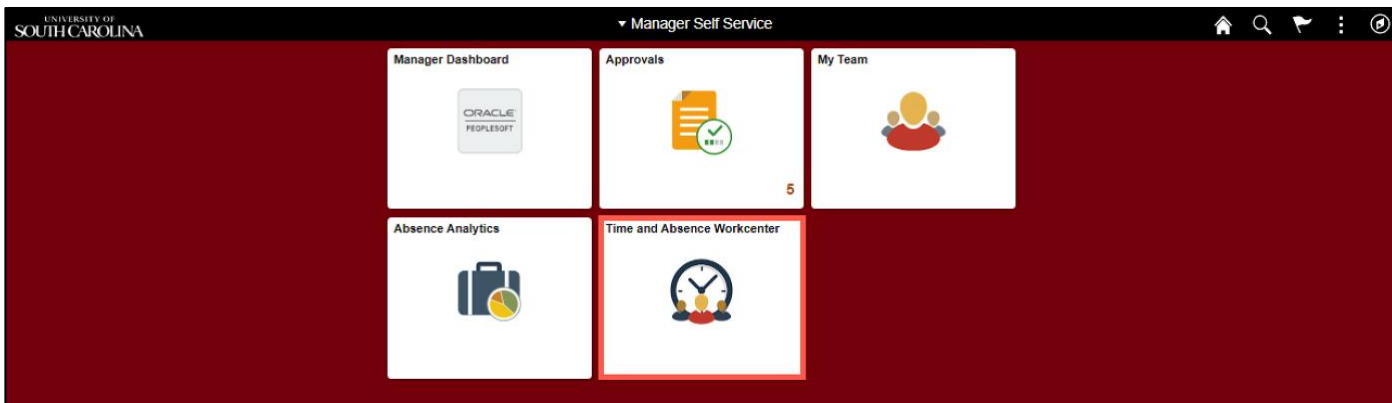 UNIVERSITY OF
SOUTH CAROLINA
Manager Self Service
Manager Dashboard
Approvals
My Team
ORACLE
PEOPLESOFT
5
Absence Analytics
Time and Absence Workcenter